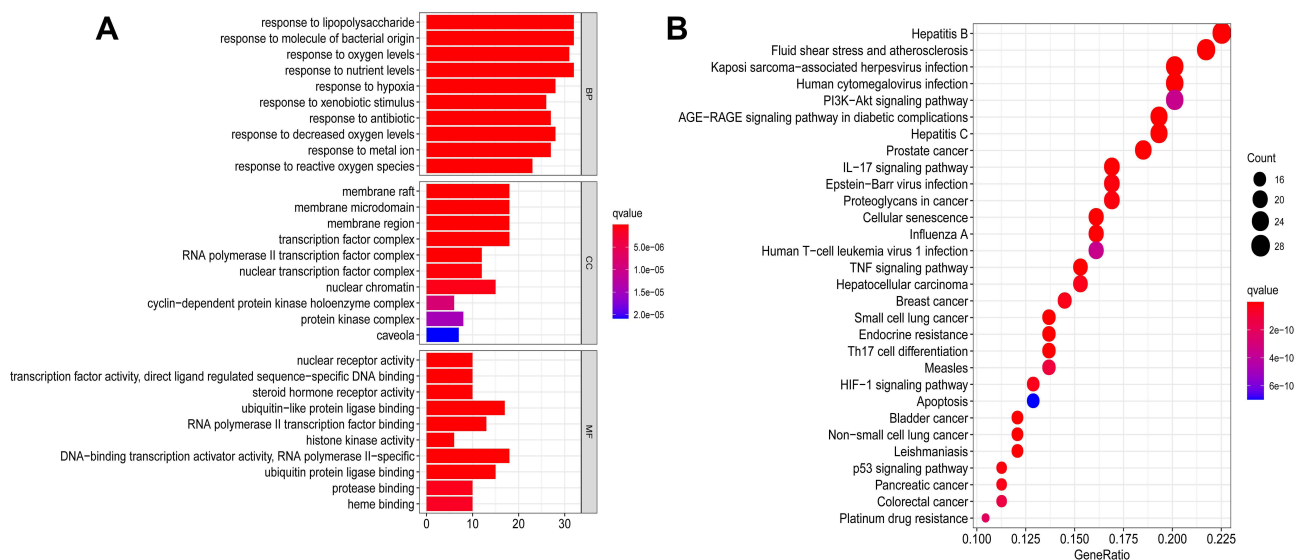 A
response to lipopolysaccharide
response to molecule of bacterial origin
response to oxygen levels
response to nutrient levels
response to hypoxia
response to xenobiotic stimulus
response to antibiotic
response to decreased oxygen levels
response to metal ion
response to reactive oxygen species
BP
membrane raft
membrane microdomain
membrane region
transcription factor complex
RNA polymerase II transcription factor complex
nuclear transcription factor complex
nuclear chromatin
cyclin-dependent protein kinase holoenzyme complex
protein kinase complex
caveola
CC
nuclear receptor activity
transcription factor activity, direct ligand regulated sequence-specific DNA binding
steroid hormone receptor activity
ubiquitin-like protein ligase binding
RNA polymerase II transcription factor binding
histone kinase activity
DNA-binding transcription activator activity, RNA polymerase II-specific
ubiquitin protein ligase binding
protease binding
heme binding
MF
0 10 20 30
qvalue
5.0e-06
1.0e-05
1.5e-05
2.0e-05
B
Hepatitis B
Fluid shear stress and atherosclerosis
Kaposi sarcoma-associated herpesvirus infection
Human cytomegalovirus infection
PI3K-Akt signaling pathway
AGE-RAGE signaling pathway in diabetic complications
Hepatitis C
Prostate cancer
IL-17 signaling pathway
Epstein-Barr virus infection
Proteoglycans in cancer
Cellular senescence
Influenza A
Human T-cell leukemia virus 1 infection
TNF signaling pathway
Hepatocellular carcinoma
Breast cancer
Small cell lung cancer
Endocrine resistance
Th17 cell differentiation
Measles
HIF-1 signaling pathway
Apoptosis
Bladder cancer
Non-small cell lung cancer
Leishmaniasis
p53 signaling pathway
Pancreatic cancer
Colorectal cancer
Platinum drug resistance
0.100 0.125 0.150 0.175 0.200 0.225
GeneRatio
Count
16
20
24
28
qvalue
2e-10
4e-10
6e-10